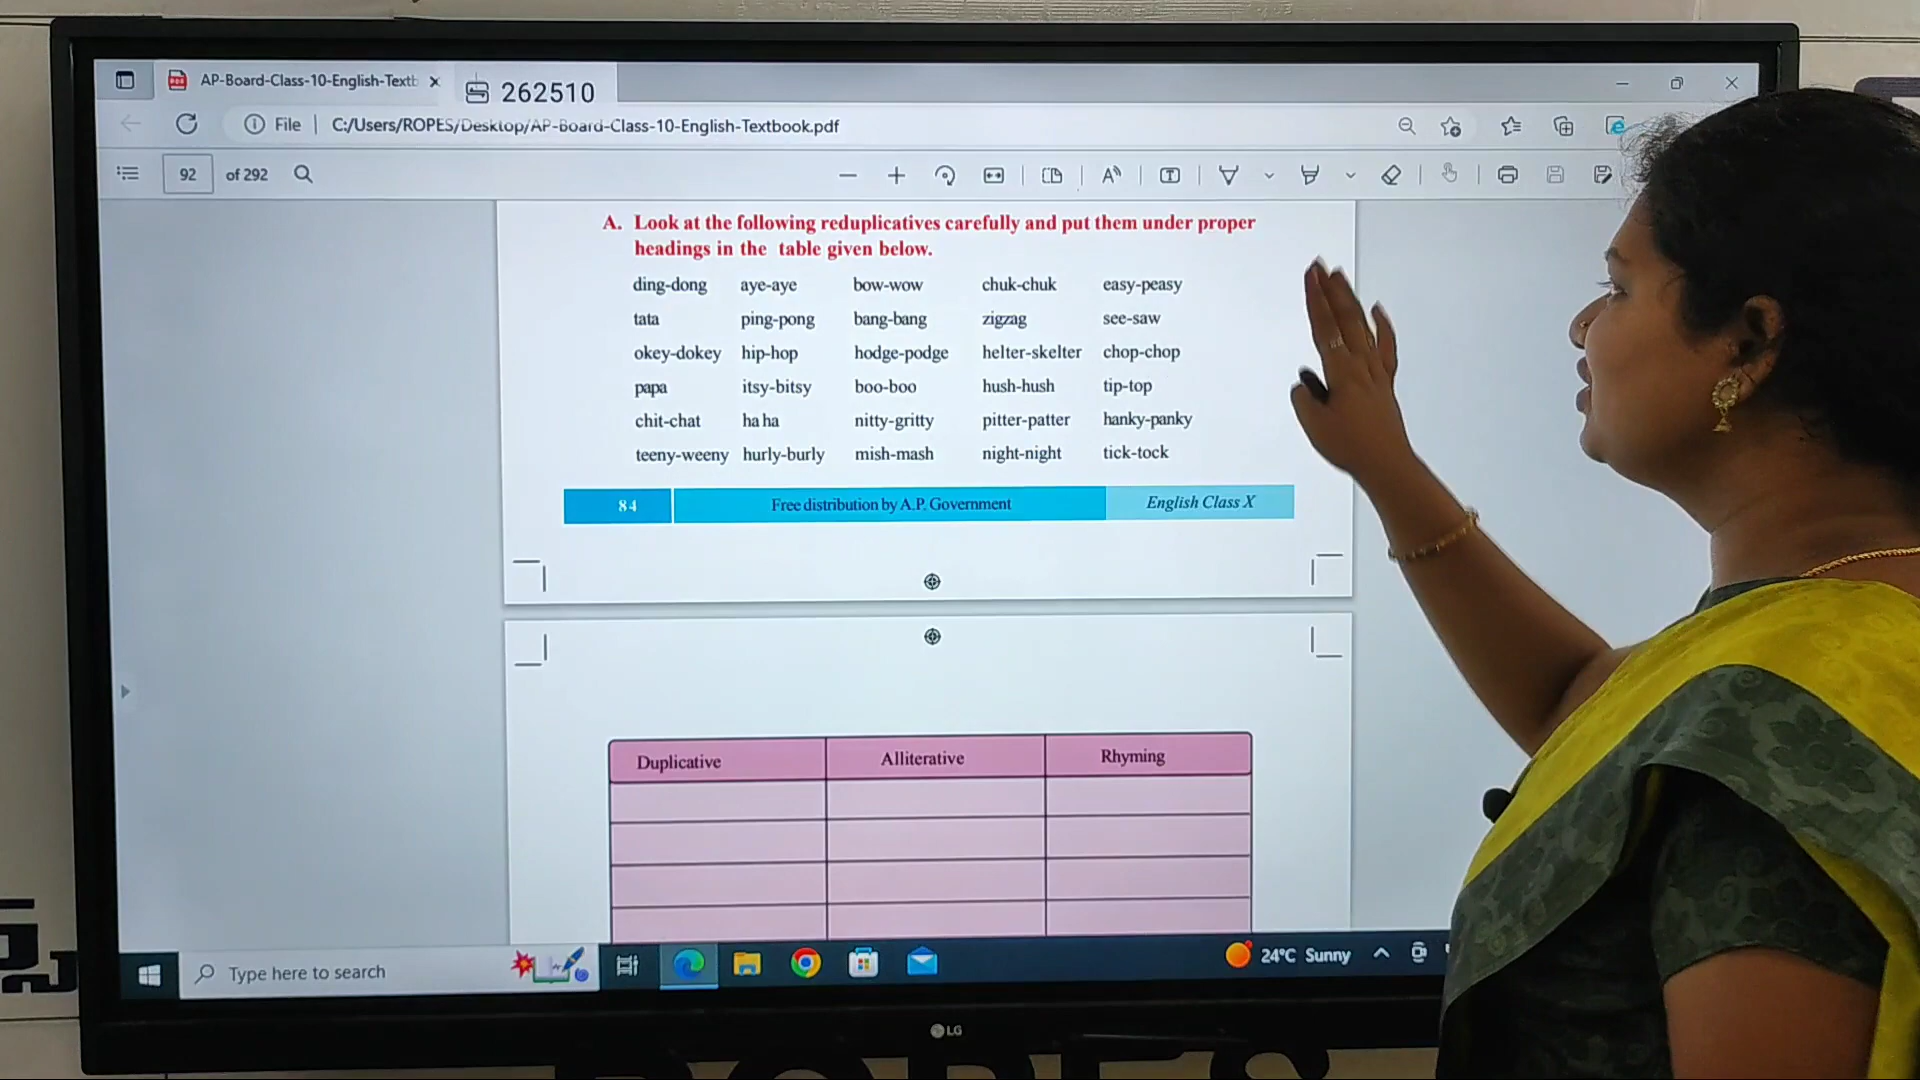 AP-Board-Class-10-English-Textb
262510
File
C:/Users/ROPES/Desktop/AP-Board-Class-10-English-Textbook.pdf
92 of 292
A. Look at the following reduplicatives carefully and put them under proper
headings in the table given below.
ding-dong aye-aye bow-wow chuk-chuk easy-peasy
tata ping-pong bang-bang zigzag see-saw
okey-dokey hip-hop hodge-podge helter-skelter chop-chop
papa itsy-bitsy boo-boo hush-hush tip-top
chit-chat ha ha nitty-gritty pitter-patter hanky-panky
teeny-weeny hurly-burly mish-mash night-night tick-tock
84 Free distribution by A.P. Government English Class X
Duplicative Alliterative Rhyming
Type here to search
24°C Sunny
LG